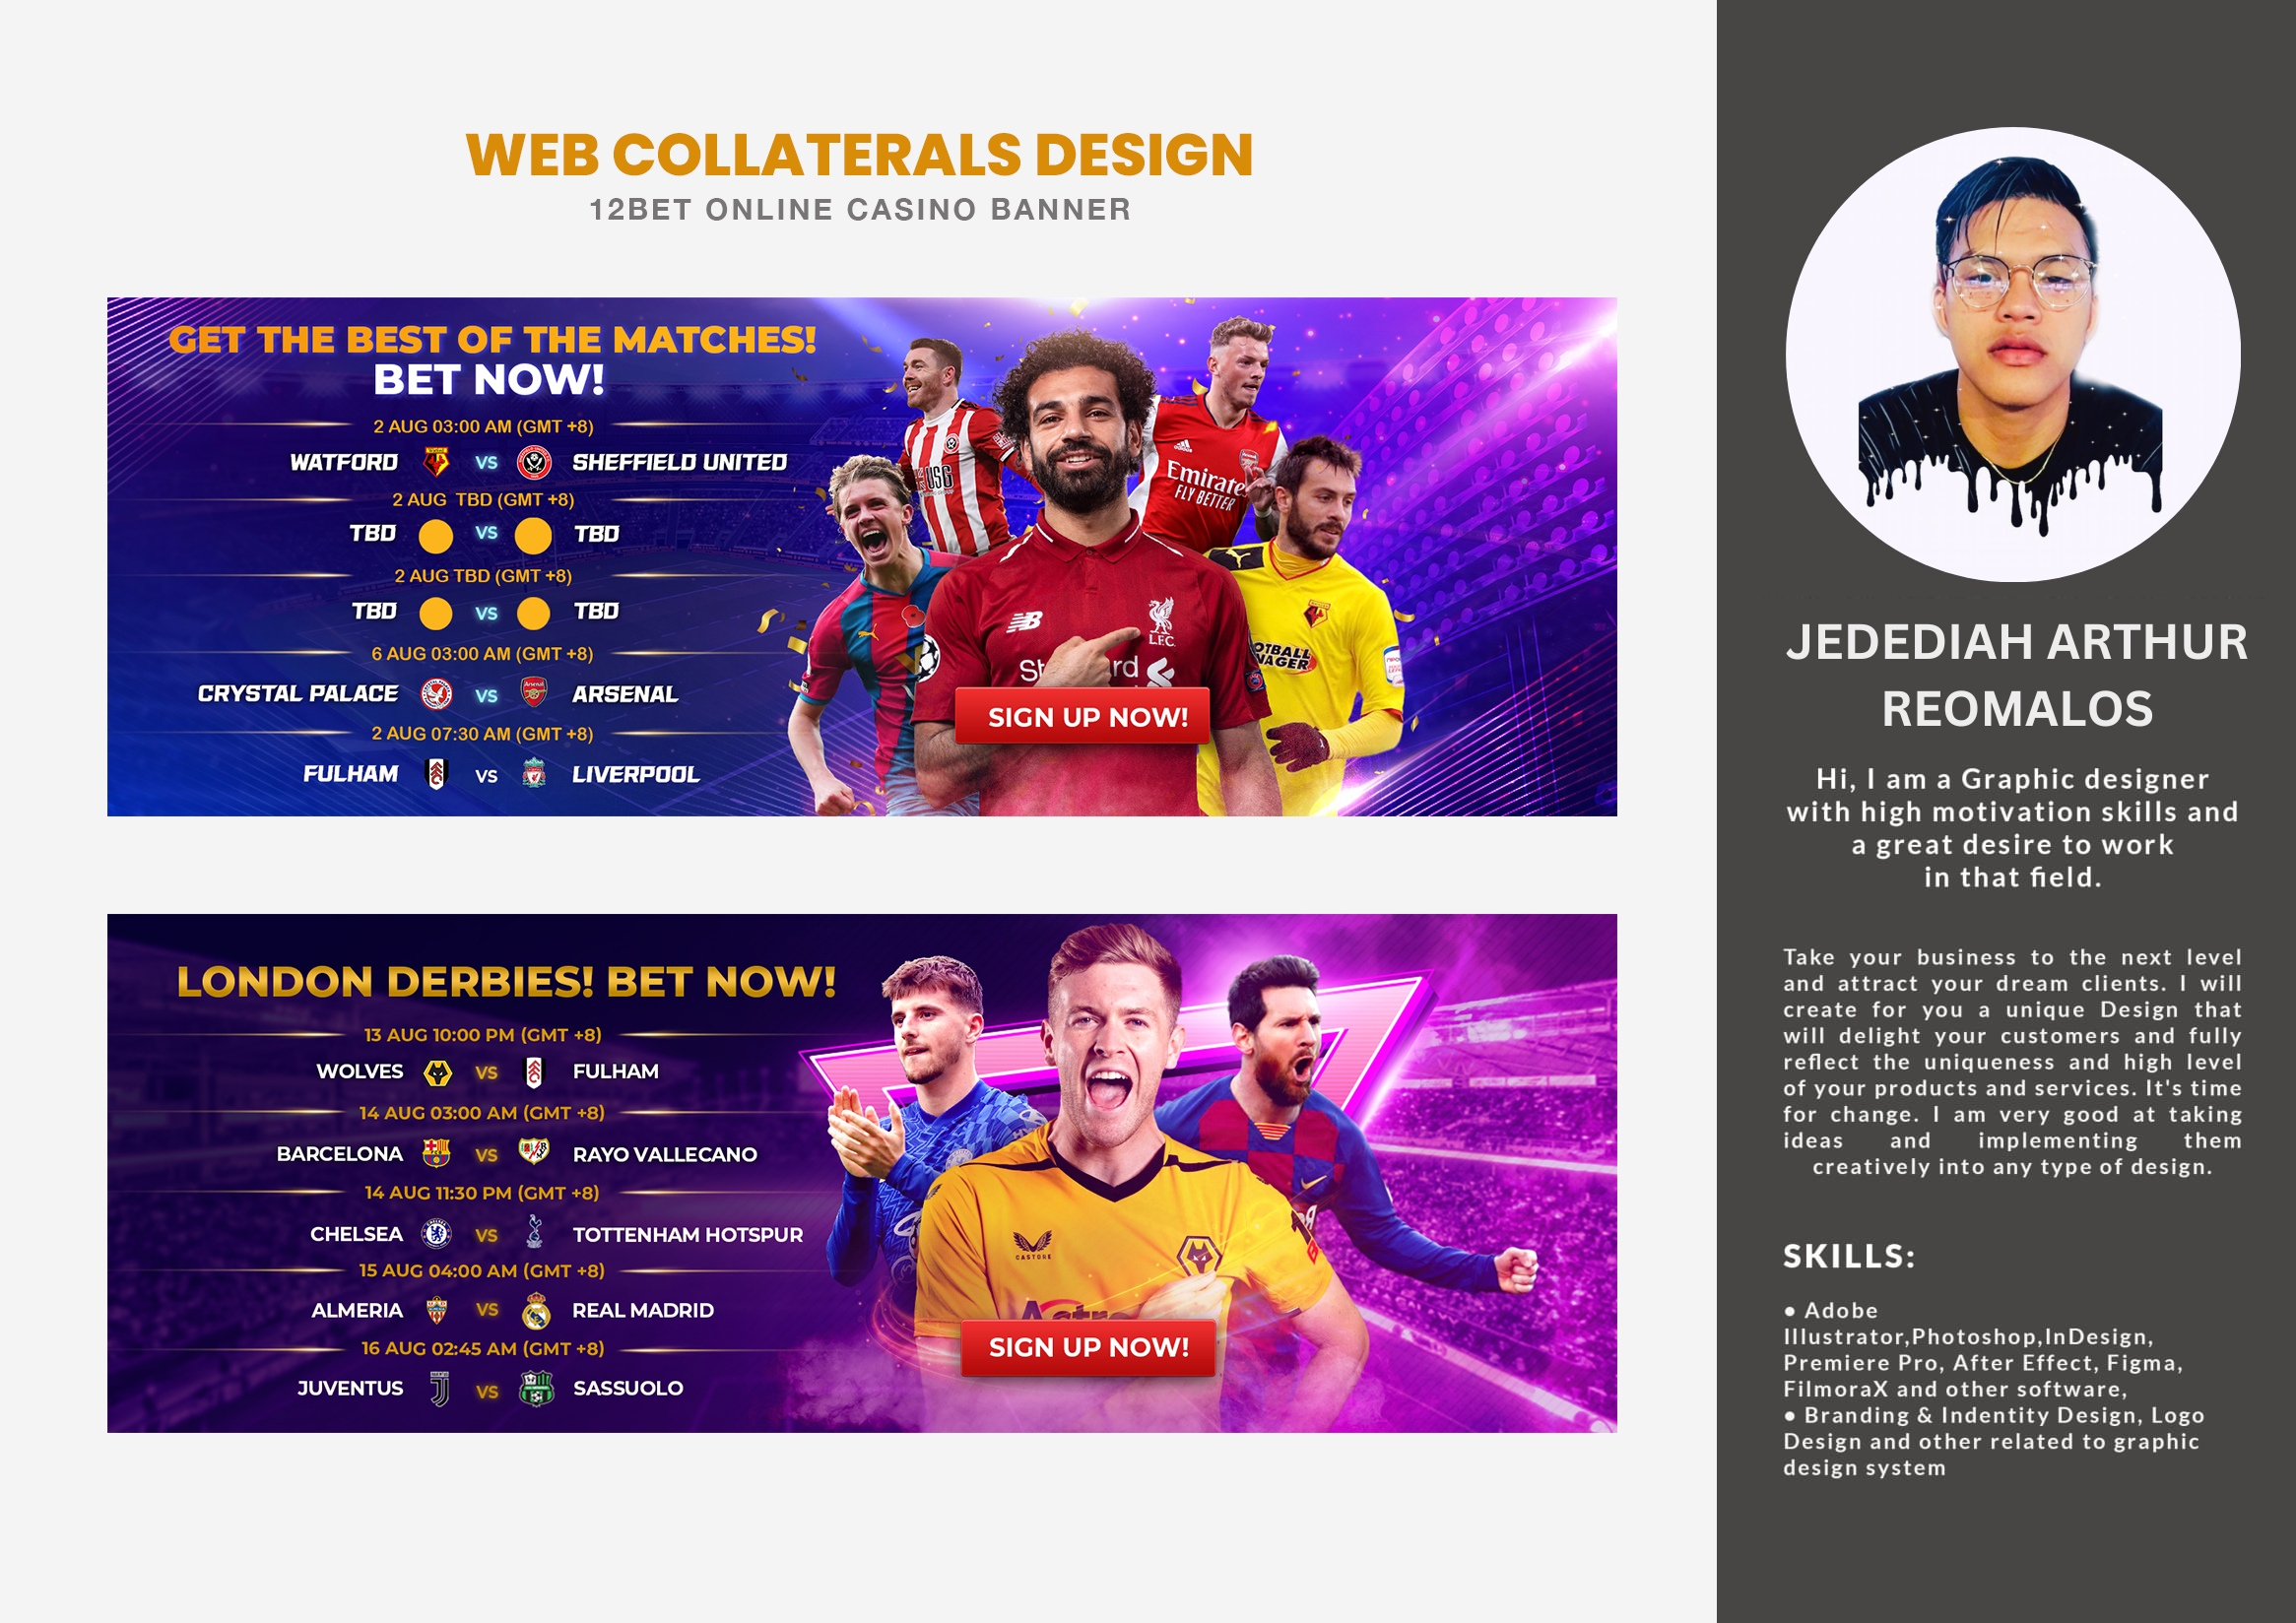 WEB COLLATERALS DESIGN
12BET ONLINE CASINO BANNER
GET THE BEST OF THE MATCHES!
BET NOW!
2 AUG 03:00 AM (GMT +8)
WATFORD VS SHEFFIELD UNITED
2 AUG TBD (GMT +8)
TBD VS TBD
2 AUG TBD (GMT +8)
TBD VS TBD
6 AUG 03:00 AM (GMT +8)
CRYSTAL PALACE VS ARSENAL
2 AUG 07:30 AM (GMT +8)
FULHAM VS LIVERPOOL
USG
Emirates
FLY BETTER
NB
L.F.C.
SIGN UP NOW!
LONDON DERBIES! BET NOW!
13 AUG 10:00 PM (GMT +8)
WOLVES VS FULHAM
14 AUG 03:00 AM (GMT +8)
BARCELONA VS RAYO VALLECANO
14 AUG 11:30 PM (GMT +8)
CHELSEA VS TOTTENHAM HOTSPUR
15 AUG 04:00 AM (GMT +8)
ALMERIA VS REAL MADRID
16 AUG 02:45 AM (GMT +8)
JUVENTUS VS SASSUOLO
CASTORE
SIGN UP NOW!
JEDEDIAH ARTHUR
REOMALOS
Hi, I am a Graphic designer
with high motivation skills and
a great desire to work
in that field.
Take your business to the next level
and attract your dream clients. I will
create for you a unique Design that
will delight your customers and fully
reflect the uniqueness and high level
of your products and services. It's time
for change. I am very good at taking
ideas and implementing them
creatively into any type of design.
SKILLS:
● Adobe
Illustrator,Photoshop,InDesign,
Premiere Pro, After Effect, Figma,
FilmoraX and other software,
● Branding & Indentity Design, Logo
Design and other related to graphic
design system